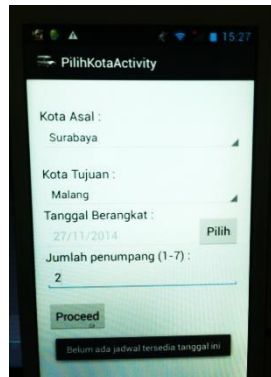 15:27
PilihKotaActivity
Kota Asal :
Surabaya
Kota Tujuan :
Malang
Tanggal Berangkat :
27/11/2014
Pilih
Jumlah penumpang (1-7) :
2
Proceed
Belum ada jadwal tersedia tanggal ini